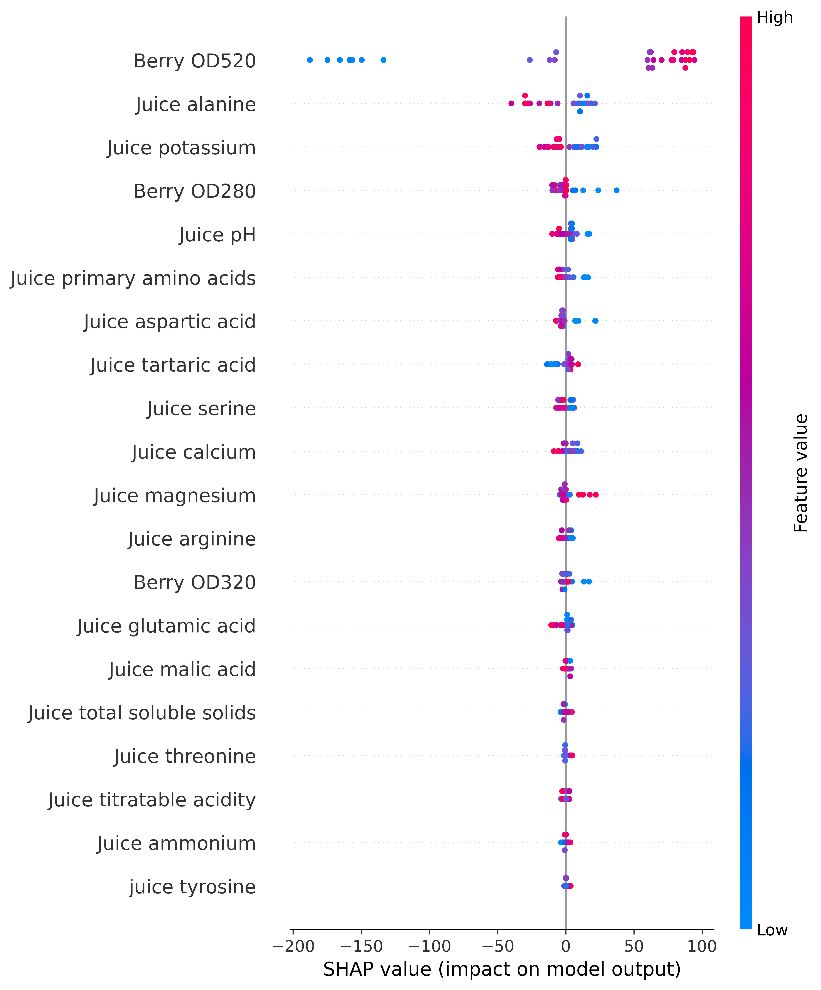 High
Berry OD520
Juice alanine
Juice potassium
Berry OD280
Juice pH
Juice primary amino acids
Juice aspartic acid
Juice tartaric acid
Juice serine
Juice calcium
Juice magnesium
Juice arginine
Berry OD320
Juice glutamic acid
Juice malic acid
Juice total soluble solids
Juice threonine
Juice titratable acidity
Juice ammonium
juice tyrosine
Feature value
Low
−200 −150 −100 −50 0 50 100
SHAP value (impact on model output)